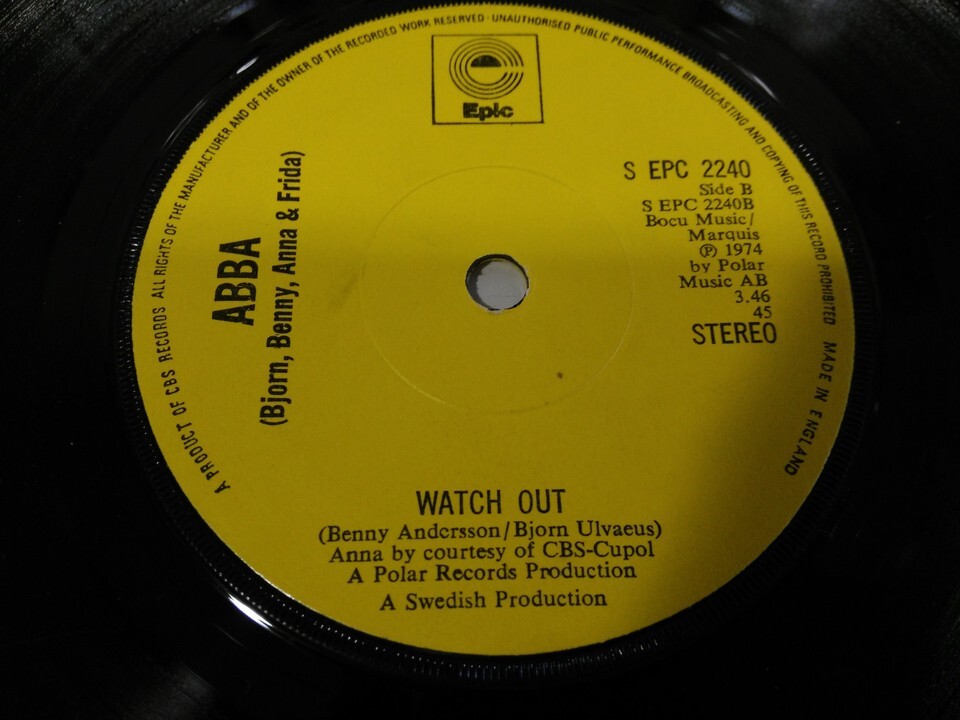 A PRODUCT OF CBS RECORDS ALL RIGHTS OF THE MANUFACTURER AND OF THE OWNER OF THE RECORDED WORK RESERVED · UNAUTHORISED PUBLIC PERFORMANCE BROADCASTING AND COPYING OF THIS RECORD PROHIBITED MADE IN ENGLAND
Epic
ABBA
(Bjorn, Benny, Anna & Frida)
S EPC 2240
Side B
S EPC 2240B
Bocu Music/
Marquis
℗ 1974
by Polar
Music AB
3.46
45
STEREO
WATCH OUT
(Benny Andersson/Bjorn Ulvaeus)
Anna by courtesy of CBS-Cupol
A Polar Records Production
A Swedish Production